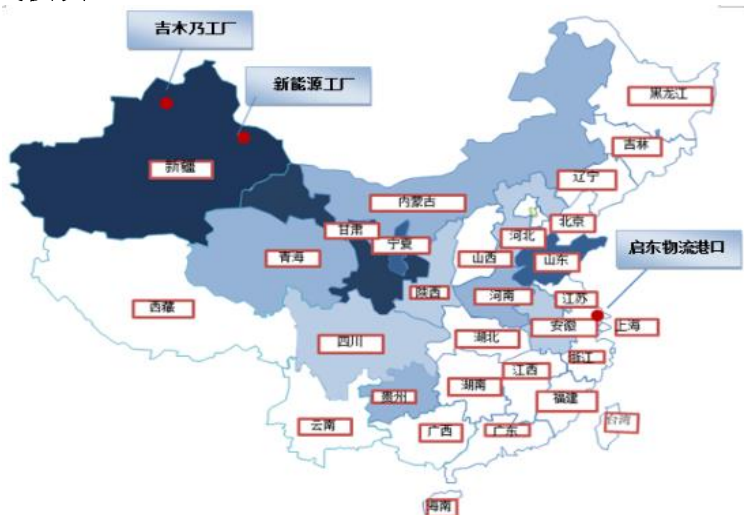 吉木乃工厂
新能源工厂
黑龙江
吉林
新疆
辽宁
内蒙古
北京
甘肃
河北
宁夏
启东物流港口
青海
山西
山东
陕西
河南
江苏
西藏
安徽
上海
湖北
四川
浙江
江西
湖南
贵州
福建
台湾
云南
广西
广东
海南